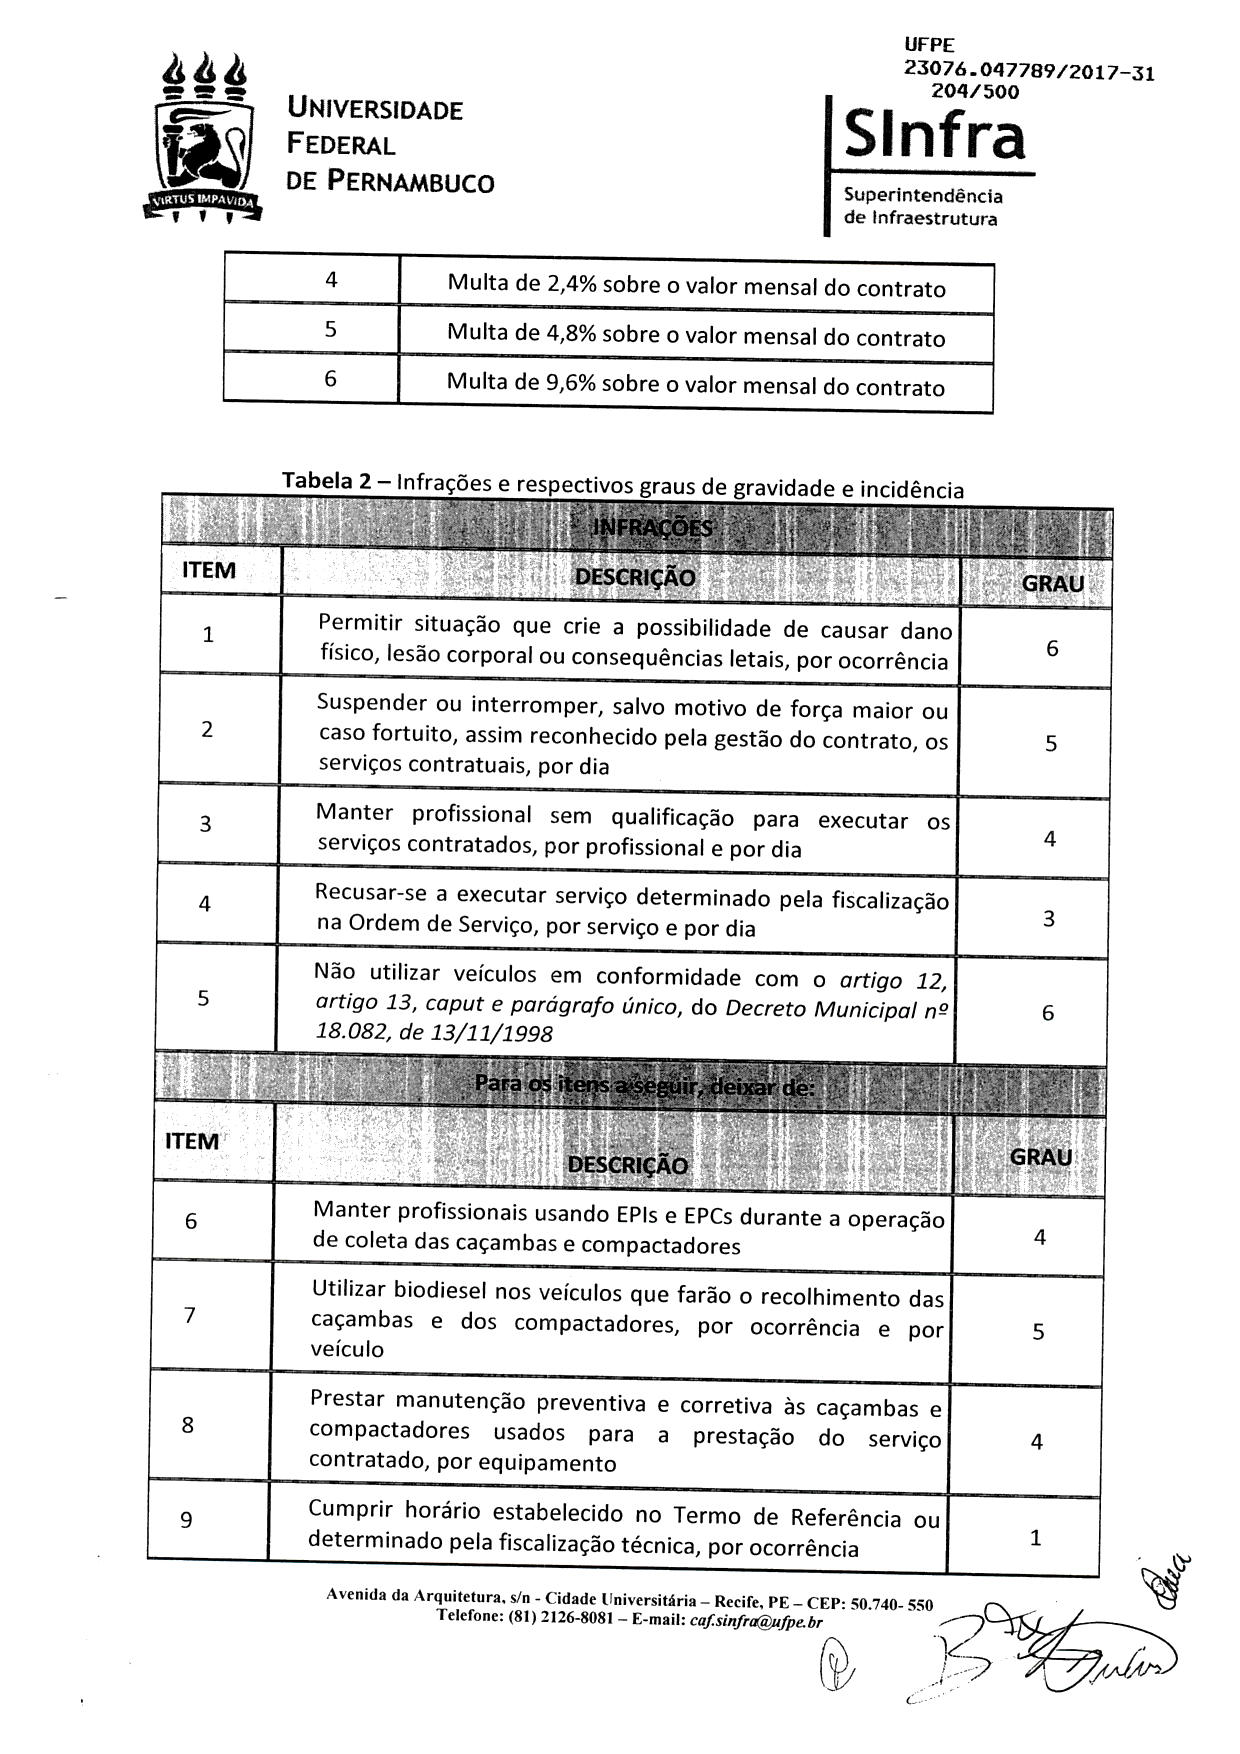 UFPE
23076.047789/2017-31
204/500
UNIVERSIDADE
FEDERAL
DE PERNAMBUCO
VIRTUS IMPAVIDA
SInfra
Superintendência
de Infraestrutura
4 Multa de 2,4% sobre o valor mensal do contrato
5 Multa de 4,8% sobre o valor mensal do contrato
6 Multa de 9,6% sobre o valor mensal do contrato
Tabela 2 – Infrações e respectivos graus de gravidade e incidência
INFRAÇÕES
ITEM DESCRIÇÃO GRAU
1 Permitir situação que crie a possibilidade de causar dano
físico, lesão corporal ou consequências letais, por ocorrência 6
Suspender ou interromper, salvo motivo de força maior ou
2 caso fortuito, assim reconhecido pela gestão do contrato, os 5
serviços contratuais, por dia
3 Manter profissional sem qualificação para executar os
serviços contratados, por profissional e por dia 4
4 Recusar-se a executar serviço determinado pela fiscalização
na Ordem de Serviço, por serviço e por dia 3
Não utilizar veículos em conformidade com o artigo 12,
5 artigo 13, caput e parágrafo único, do Decreto Municipal nº 6
18.082, de 13/11/1998
Para os itens a seguir, deixar de:
ITEM DESCRIÇÃO GRAU
6 Manter profissionais usando EPIs e EPCs durante a operação
de coleta das caçambas e compactadores 4
Utilizar biodiesel nos veículos que farão o recolhimento das
7 caçambas e dos compactadores, por ocorrência e por 5
veículo
Prestar manutenção preventiva e corretiva às caçambas e
8 compactadores usados para a prestação do serviço 4
contratado, por equipamento
9 Cumprir horário estabelecido no Termo de Referência ou
determinado pela fiscalização técnica, por ocorrência 1
Avenida da Arquitetura, s/n - Cidade Universitária – Recife, PE – CEP: 50.740- 550
Telefone: (81) 2126-8081 – E-mail: caf.sinfra@ufpe.br